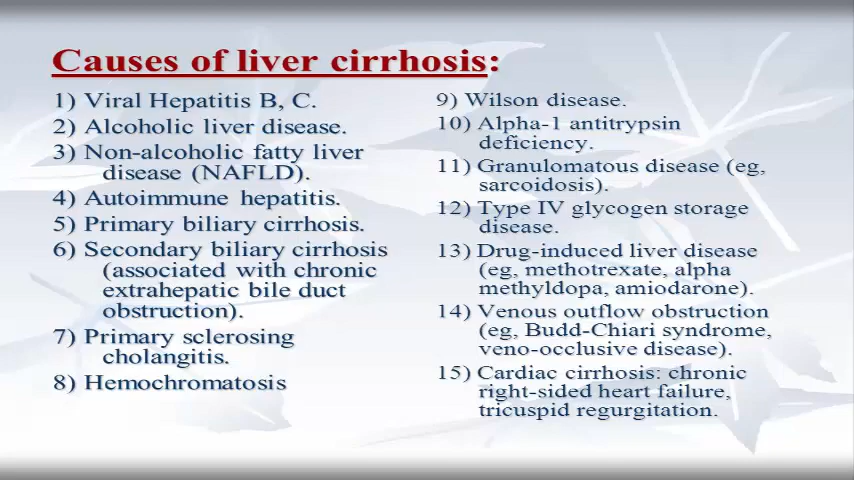 Causes of liver cirrhosis:
1) Viral Hepatitis B, C.
2) Alcoholic liver disease.
3) Non-alcoholic fatty liver
disease (NAFLD).
4) Autoimmune hepatitis.
5) Primary biliary cirrhosis.
6) Secondary biliary cirrhosis
(associated with chronic
extrahepatic bile duct
obstruction).
7) Primary sclerosing
cholangitis.
8) Hemochromatosis
9) Wilson disease.
10) Alpha-1 antitrypsin
deficiency.
11) Granulomatous disease (eg,
sarcoidosis).
12) Type IV glycogen storage
disease.
13) Drug-induced liver disease
(eg, methotrexate, alpha
methyldopa, amiodarone).
14) Venous outflow obstruction
(eg, Budd-Chiari syndrome,
veno-occlusive disease).
15) Cardiac cirrhosis: chronic
right-sided heart failure,
tricuspid regurgitation.